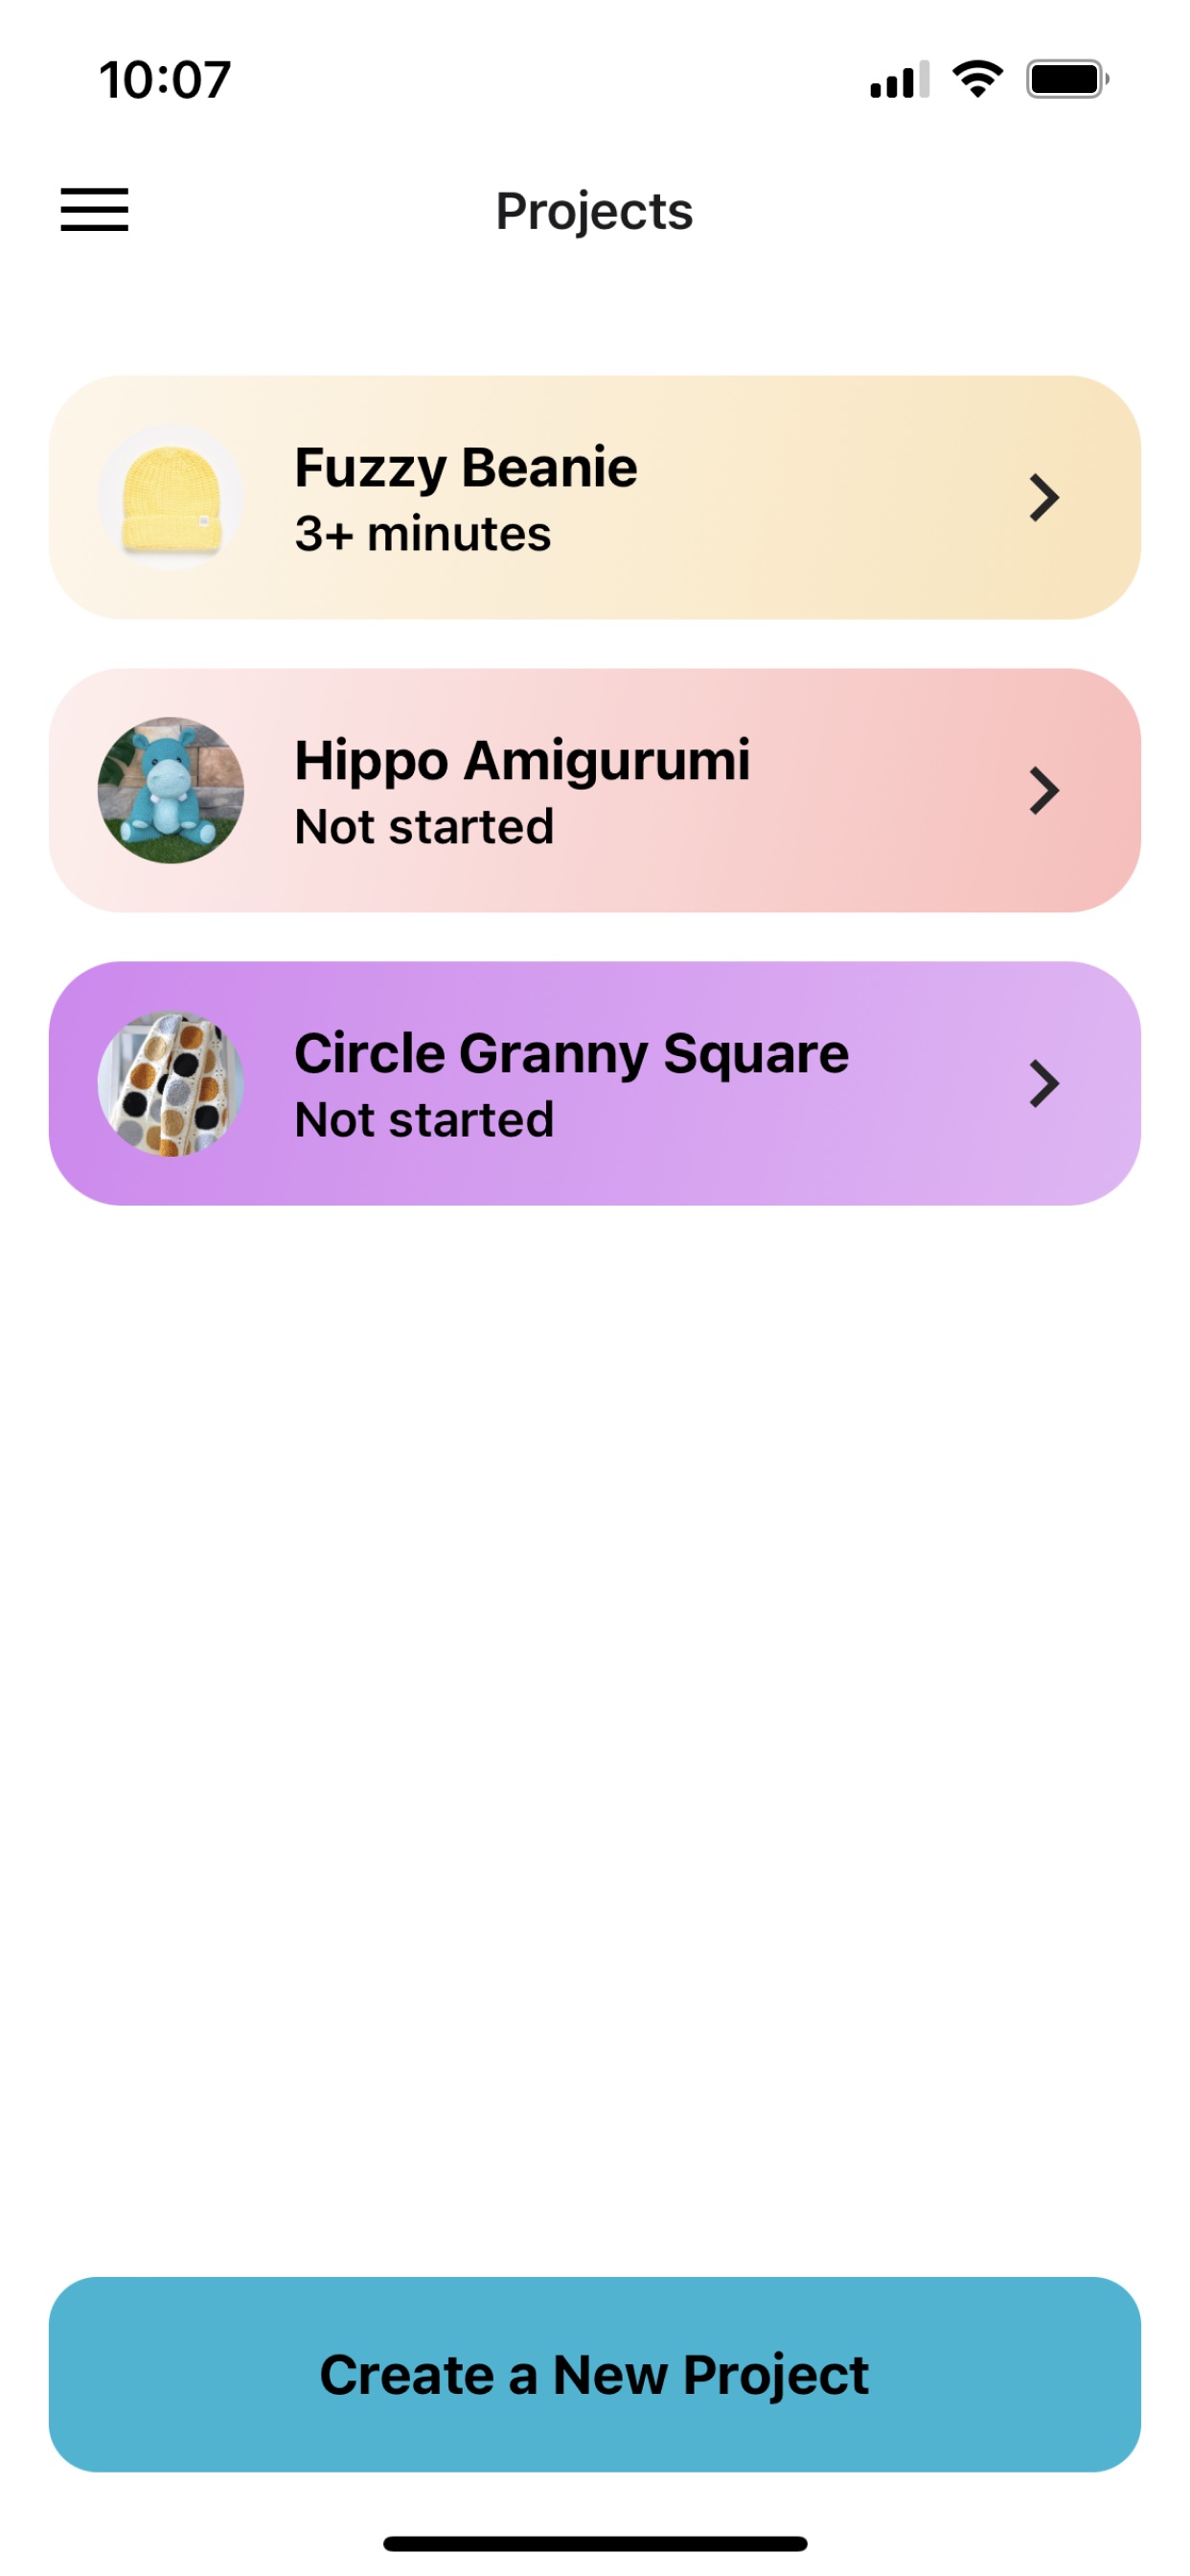 10:07
Projects
Fuzzy Beanie
3+ minutes
Hippo Amigurumi
Not started
Circle Granny Square
Not started
Create a New Project